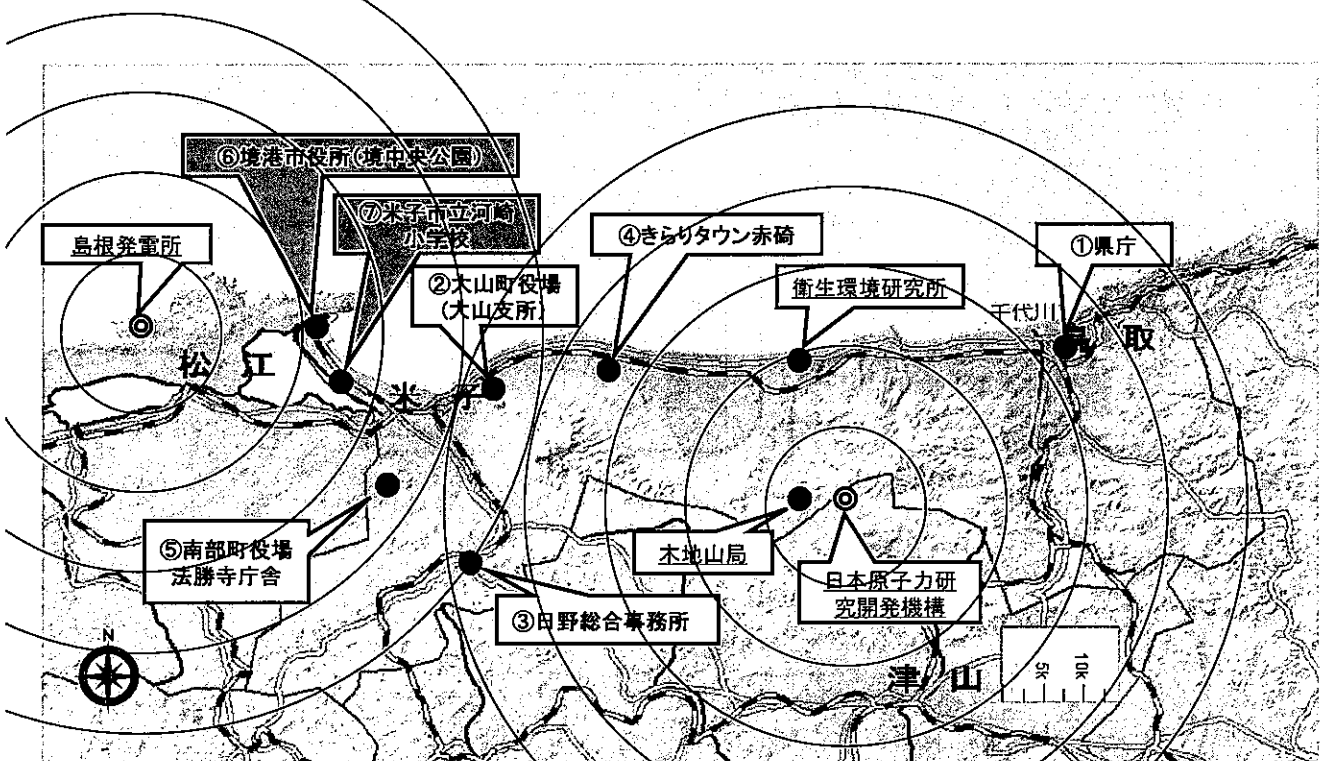 ⑥境港市役所(境中央公園)
⑦米子市立河崎
小学校
島根発電所
②大山町役場
(大山支所)
④きらりタウン赤碕
衛生環境研究所
①県庁
千代川
鳥取
松江
米子
⑤南部町役場
法勝寺庁舎
③日野総合事務所
木地山局
日本原子力研
究開発機構
津山
N
5k
10k